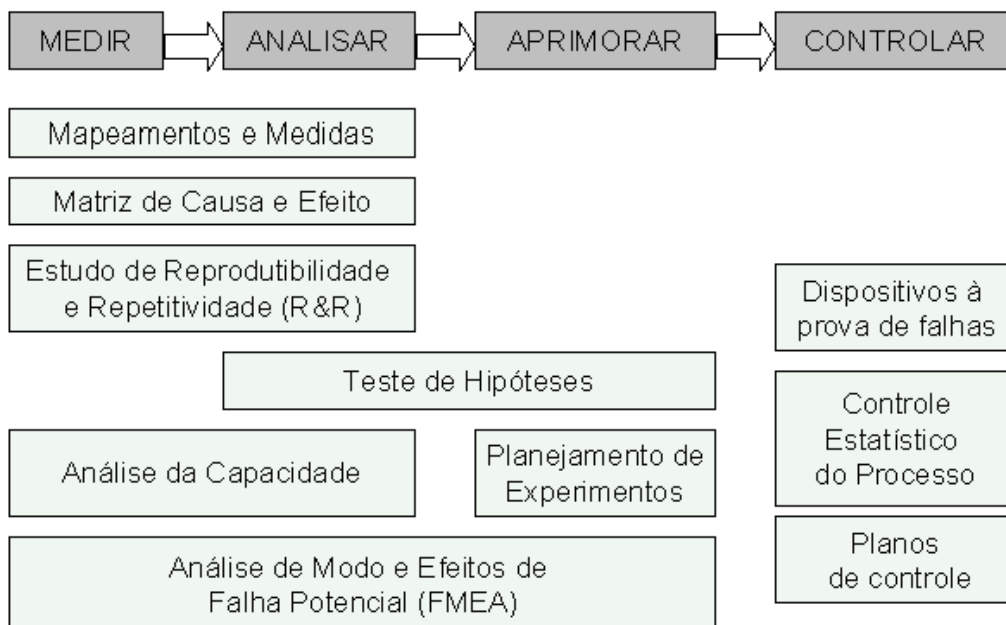 MEDIR
ANALISAR
APRIMORAR
CONTROLAR
Mapeamentos e Medidas
Matriz de Causa e Efeito
Estudo de Reprodutibilidade
e Repetitividade (R&R)
Dispositivos à
prova de falhas
Teste de Hipóteses
Controle
Estatístico
do Processo
Análise da Capacidade
Planejamento de
Experimentos
Análise de Modo e Efeitos de
Falha Potencial (FMEA)
Planos
de controle